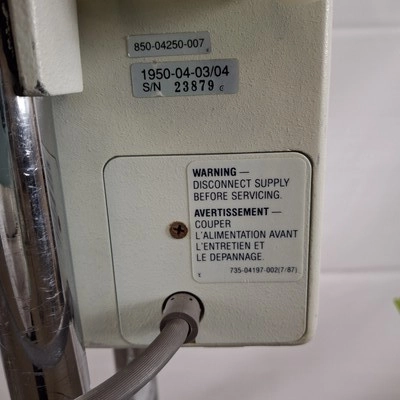 850-04250-007
1950-04-03/04
S/N 23879 c
WARNING —
DISCONNECT SUPPLY
BEFORE SERVICING.
AVERTISSEMENT —
COUPER
L'ALIMENTATION AVANT
L'ENTRETIEN ET
LE DEPANNAGE.
735-04197-002(7/87)